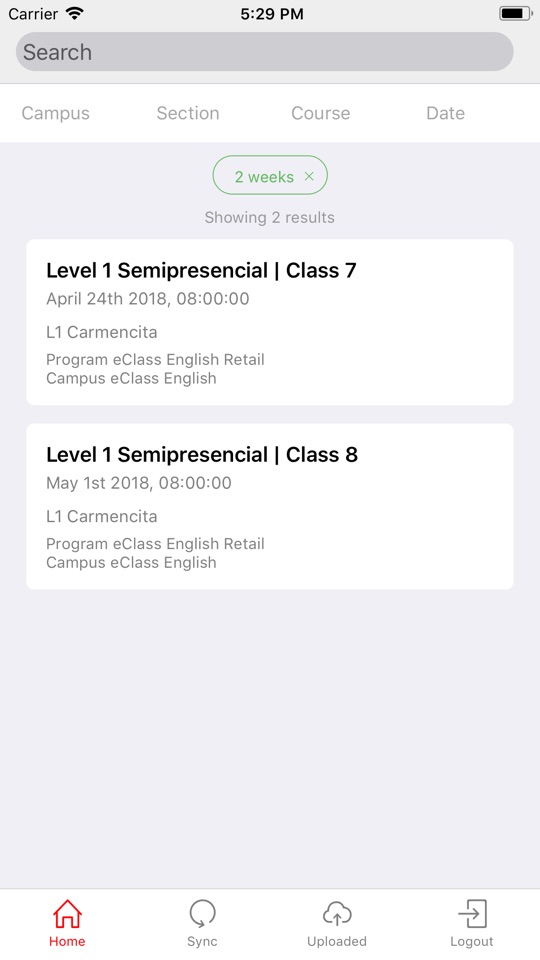 Carrier 5:29 PM
Search
Campus Section Course Date
2 weeks ×
Showing 2 results
Level 1 Semipresencial | Class 7
April 24th 2018, 08:00:00
L1 Carmencita
Program eClass English Retail
Campus eClass English
Level 1 Semipresencial | Class 8
May 1st 2018, 08:00:00
L1 Carmencita
Program eClass English Retail
Campus eClass English
Home Sync Uploaded Logout